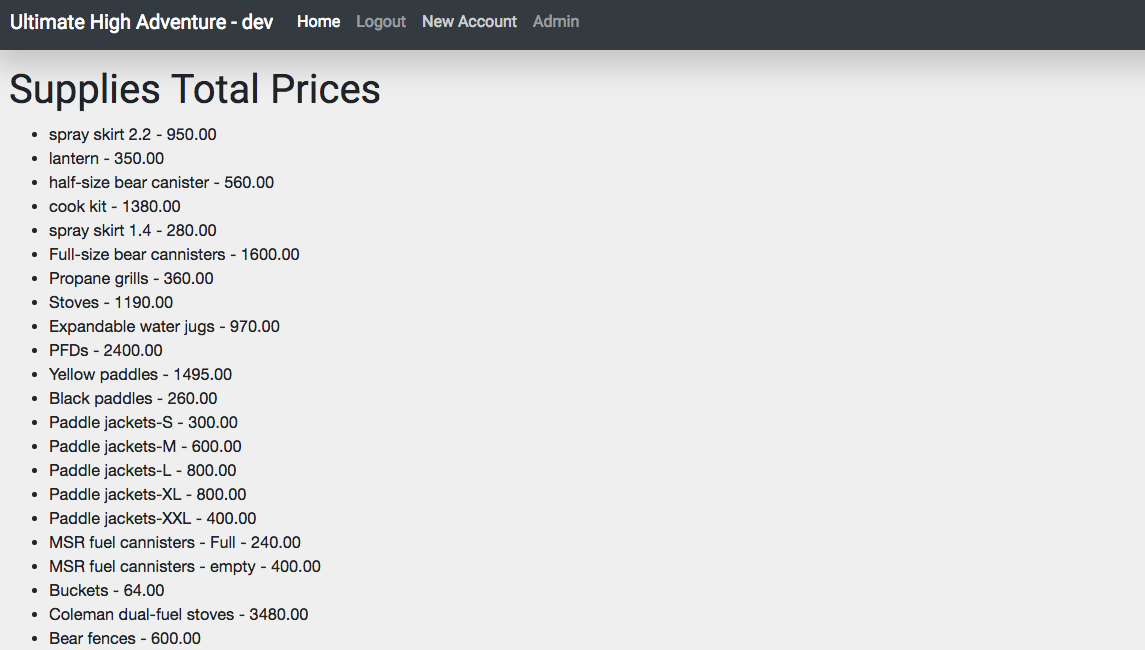 Ultimate High Adventure - dev Home Logout New Account Admin
Supplies Total Prices
spray skirt 2.2 - 950.00
lantern - 350.00
half-size bear canister - 560.00
cook kit - 1380.00
spray skirt 1.4 - 280.00
Full-size bear cannisters - 1600.00
Propane grills - 360.00
Stoves - 1190.00
Expandable water jugs - 970.00
PFDs - 2400.00
Yellow paddles - 1495.00
Black paddles - 260.00
Paddle jackets-S - 300.00
Paddle jackets-M - 600.00
Paddle jackets-L - 800.00
Paddle jackets-XL - 800.00
Paddle jackets-XXL - 400.00
MSR fuel cannisters - Full - 240.00
MSR fuel cannisters - empty - 400.00
Buckets - 64.00
Coleman dual-fuel stoves - 3480.00
Bear fences - 600.00